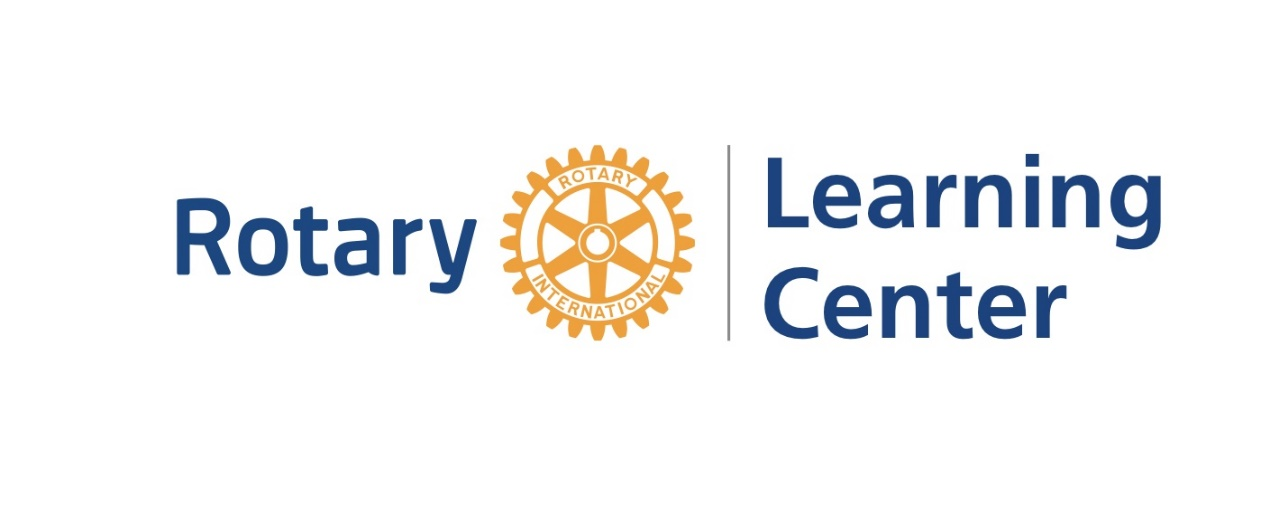 Rotary
ROTARY
INTERNATIONAL
Learning
Center